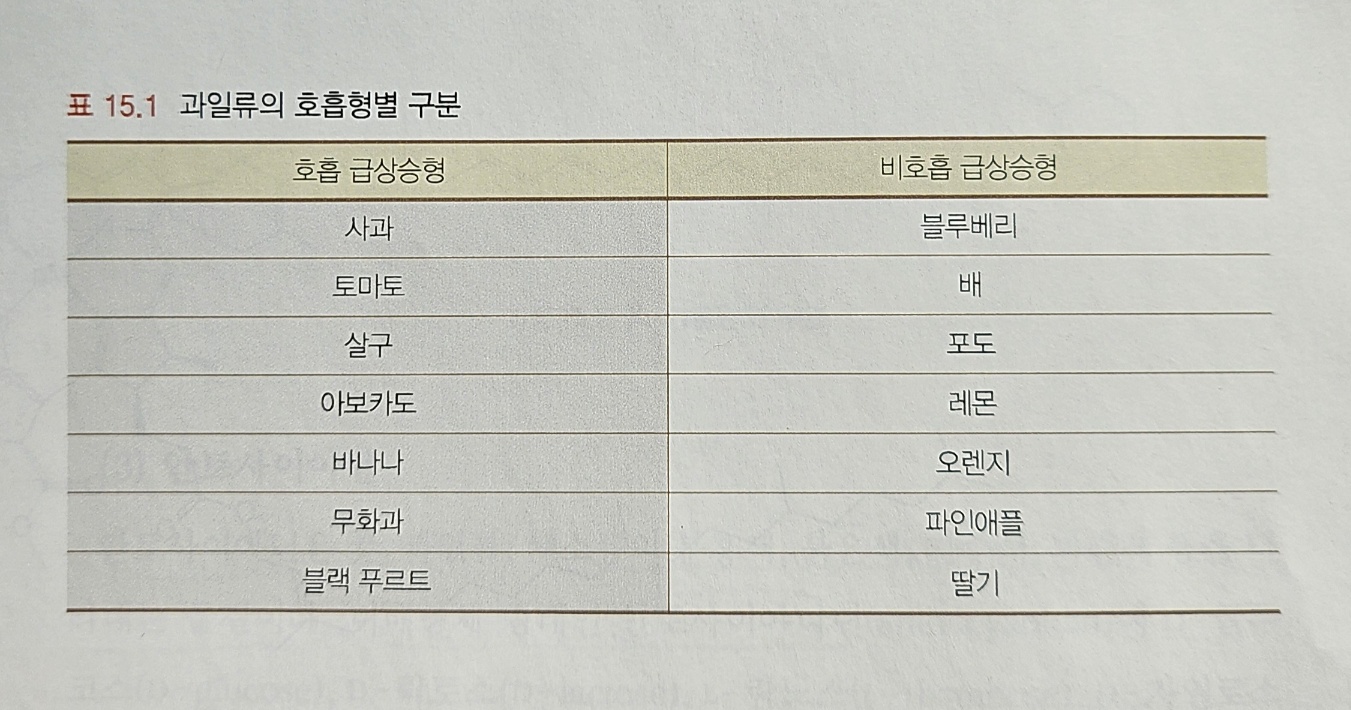 표 15.1 과일류의 호흡형별 구분
호흡 급상승형 비호흡 급상승형
사과 블루베리
토마토 배
살구 포도
아보카도 레몬
바나나 오렌지
무화과 파인애플
블랙 푸르트 딸기